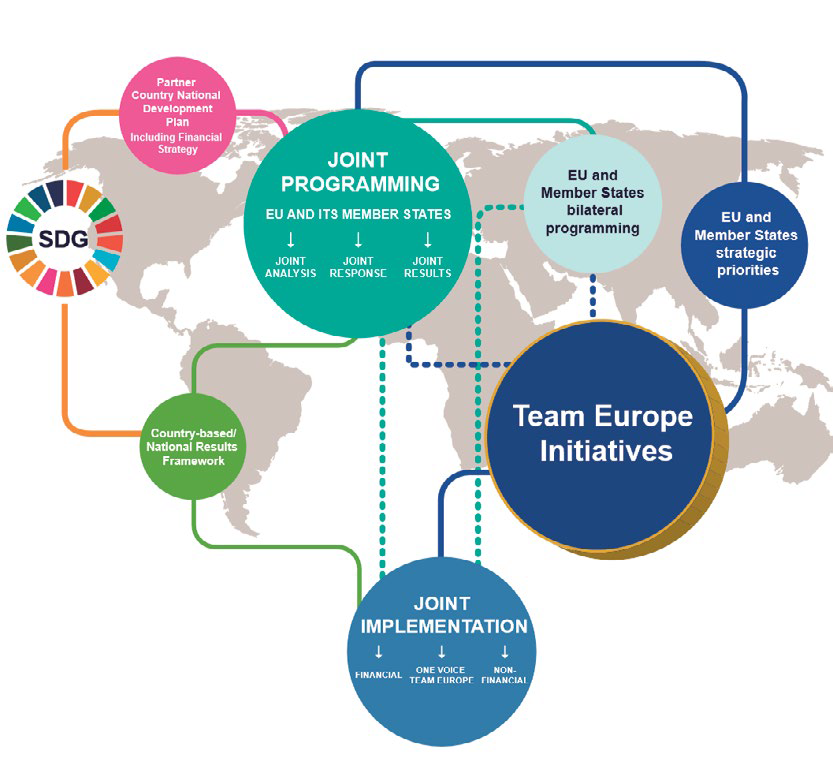 Partner
Country National
Development
Plan
Including Financial
Strategy
SDG
JOINT
PROGRAMMING
EU AND ITS MEMBER STATES
JOINT
ANALYSIS
JOINT
RESPONSE
JOINT
RESULTS
EU and
Member States
bilateral
programming
EU and
Member States
strategic
priorities
Team Europe
Initiatives
Country-based/
National Results
Framework
JOINT
IMPLEMENTATION
FINANCIAL
ONE VOICE
TEAM EUROPE
NON-
FINANCIAL